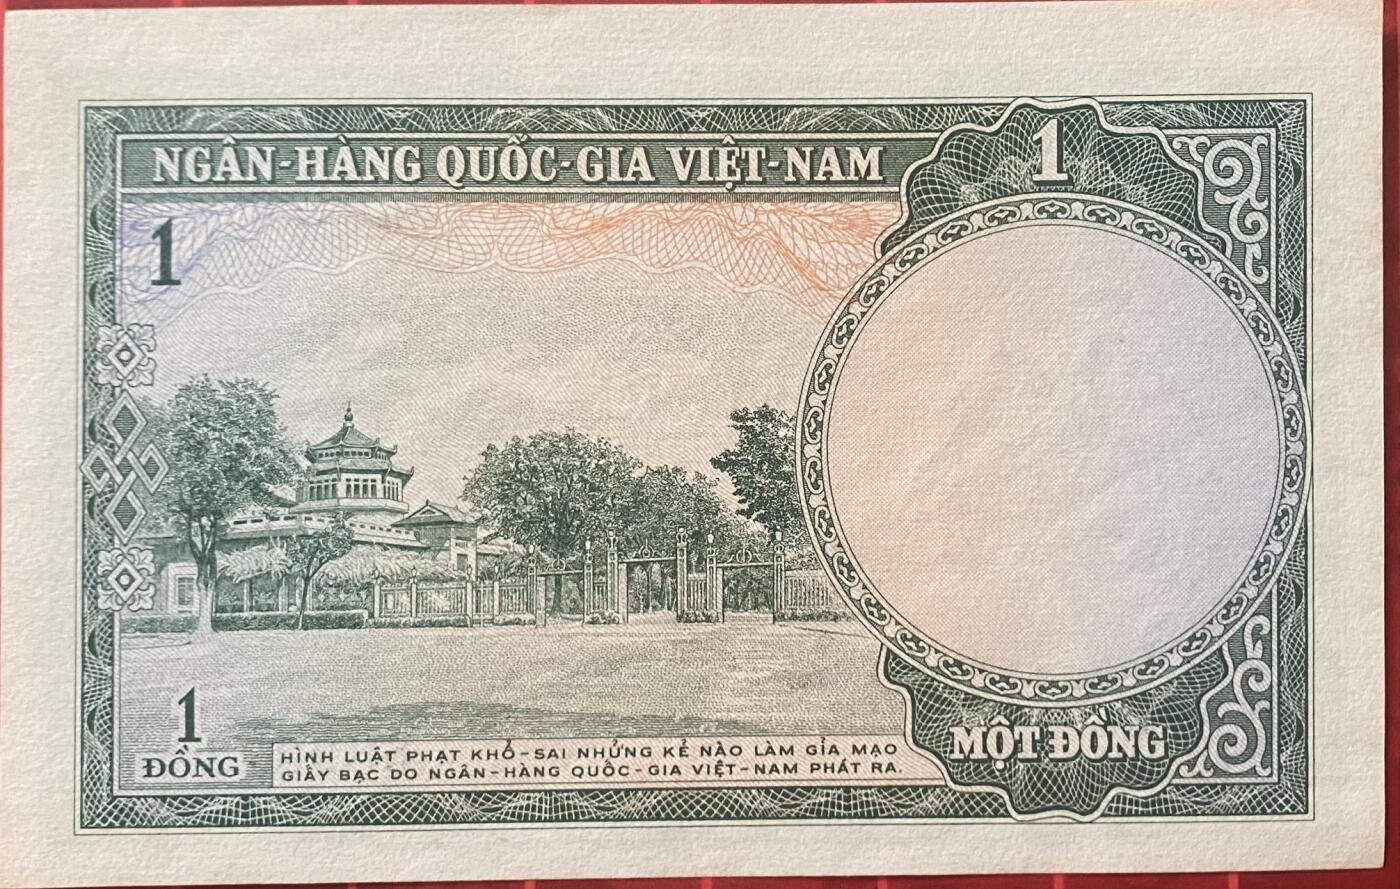 NGÂN-HÀNG QUỐC-GIA VIỆT-NAM
1
1
1
ĐỒNG
HÌNH LUẬT PHẠT KHỔ-SAI NHỮNG KẺ NÀO LÀM GIẢ MẠO
GIẤY BẠC DO NGÂN-HÀNG QUỐC-GIA VIỆT-NAM PHÁT RA.
MỘT ĐỒNG